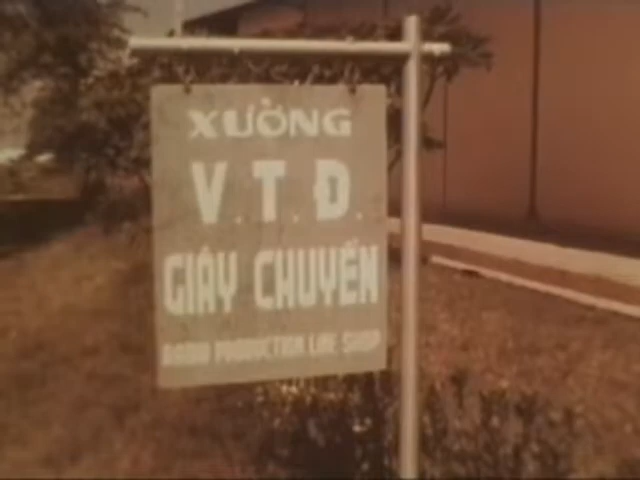 XƯỞNG
V.T.Đ.
GIÂY CHUYỀN
RADIO PRODUCTION LINE SHOP